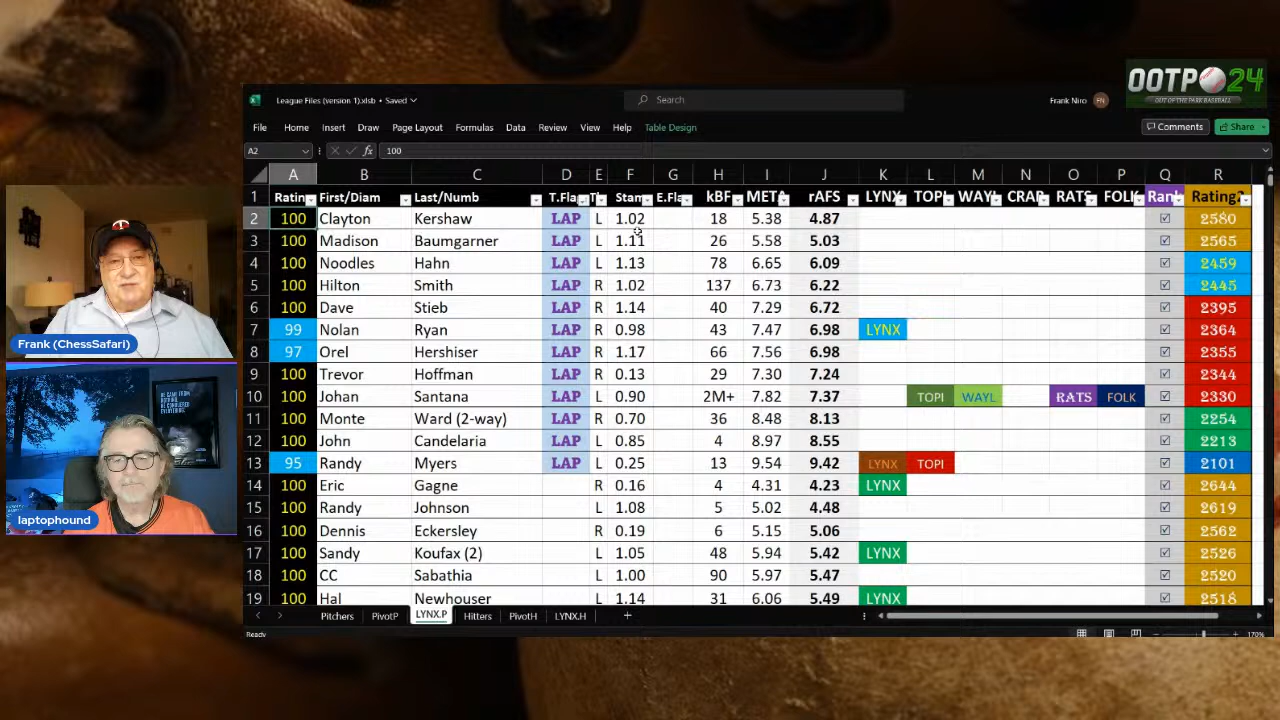 OOTP 24
OUT OF THE PARK BASEBALL
League Files (version 1).xlsb • Saved
Search
Frank Niro FN
File Home Insert Draw Page Layout Formulas Data Review View Help Table Design
Comments Share
A2 fx 100
A B C D E F G H I J K L M N O P Q R
1 Ratin First/Diam Last/Numb T.Fla T Stam E.Fla kBF META rAFS LYNX TOPI WAYL CRAP RATS FOLK Ran Rating2
2 100 Clayton Kershaw LAP L 1.02 18 5.38 4.87 2580
3 100 Madison Baumgarner LAP L 1.11 26 5.58 5.03 2565
4 100 Noodles Hahn LAP L 1.13 78 6.65 6.09 2459
5 100 Hilton Smith LAP R 1.02 137 6.73 6.22 2445
6 100 Dave Stieb LAP R 1.14 40 7.29 6.72 2395
7 99 Nolan Ryan LAP R 0.98 43 7.47 6.98 LYNX 2364
8 97 Orel Hershiser LAP R 1.17 66 7.56 6.98 2355
9 100 Trevor Hoffman LAP R 0.13 29 7.30 7.24 2344
10 100 Johan Santana LAP L 0.90 2M+ 7.82 7.37 TOPI WAYL RATS FOLK 2330
11 100 Monte Ward (2-way) LAP R 0.70 36 8.48 8.13 2254
12 100 John Candelaria LAP L 0.85 4 8.97 8.55 2213
13 95 Randy Myers LAP L 0.25 13 9.54 9.42 LYNX TOPI 2101
14 100 Eric Gagne R 0.16 4 4.31 4.23 LYNX 2644
15 100 Randy Johnson L 1.08 5 5.02 4.48 2619
16 100 Dennis Eckersley R 0.19 6 5.15 5.06 2562
17 100 Sandy Koufax (2) L 1.05 48 5.94 5.42 LYNX 2526
18 100 CC Sabathia L 1.00 90 5.97 5.47 2520
19 100 Hal Newhouser L 1.14 31 6.06 5.49 LYNX 2518
Pitchers PivotP LYNX.P Hitters PivotH LYNX.H +
Ready
170%
Frank (ChessSafari)
laptophound